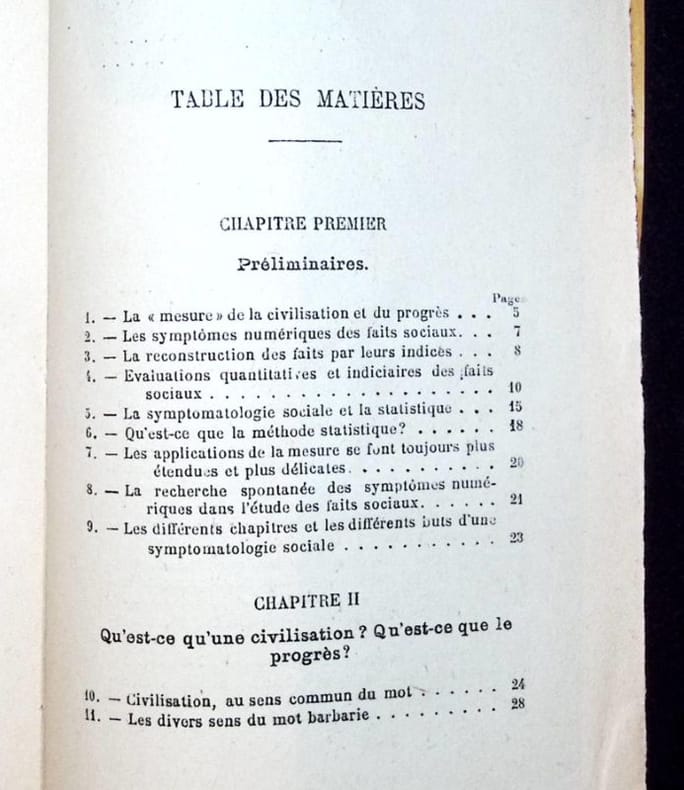 TABLE DES MATIÈRES
CHAPITRE PREMIER
Préliminaires.
Page
1. — La « mesure » de la civilisation et du progrès . . . 5
2. — Les symptômes numériques des faits sociaux. . . 7
3. — La reconstruction des faits par leurs indices . . . 8
4. — Evaluations quantitatives et indiciaires des faits
sociaux . . . . . . . . . . . . . . . . . . . 10
5. — La symptomatologie sociale et la statistique . . . 15
6. — Qu'est-ce que la méthode statistique? . . . . . . 18
7. — Les applications de la mesure se font toujours plus
étendues et plus délicates. . . . . . . . . . . 20
8. — La recherche spontanée des symptômes numé-
riques dans l'étude des faits sociaux. . . . . . 21
9. — Les différents chapitres et les différents buts d'une
symptomatologie sociale . . . . . . . . . . . 23
CHAPITRE II
Qu'est-ce qu'une civilisation ? Qu'est-ce que le
progrès?
10. — Civilisation, au sens commun du mot . . . . . . 24
11. — Les divers sens du mot barbarie . . . . . . . . . 28